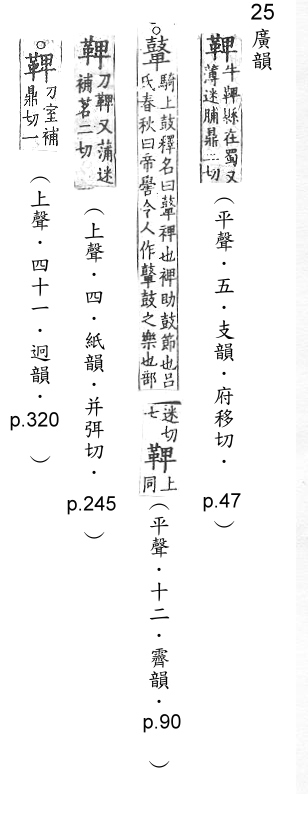 25
廣韻
鞞牛鞞縣在蜀又薄迷脯鼎二切（平聲．五．支韻．府移切．p.47）
○鼙騎上鼓釋名曰鼙裨也裨助鼓節也呂氏春秋曰帝嚳令人作鼙鼓之樂也部迷切七鞞上同（平聲．十二．齊韻．p.90）
鞞刀鞞又蒲迷補茗二切（上聲．四．紙韻．并弭切．p.245）
○鞞刀室補鼎切一（上聲．四十一．迥韻．p.320）